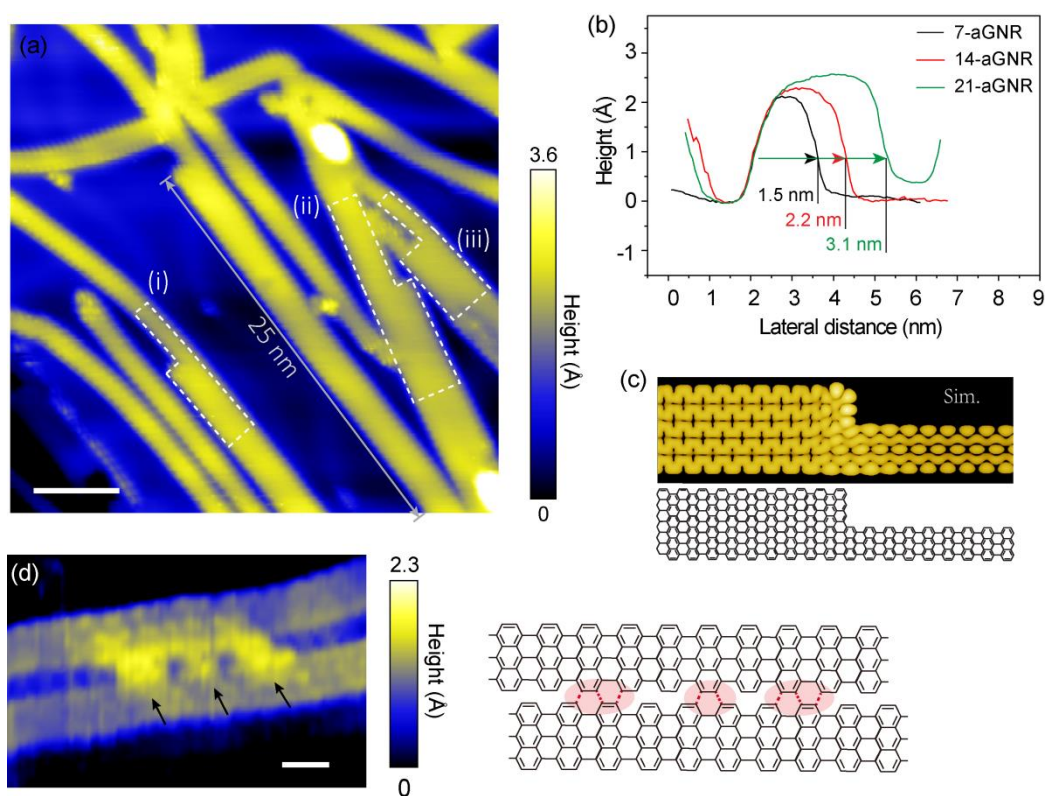 (a)
(i)
(ii)
(iii)
25 nm
3.6
Height (Å)
0
(b)
7-aGNR
14-aGNR
21-aGNR
Height (Å)
3
2
1
0
-1
1.5 nm
2.2 nm
3.1 nm
0 1 2 3 4 5 6 7 8 9
Lateral distance (nm)
(c)
Sim.
(d)
2.3
Height (Å)
0